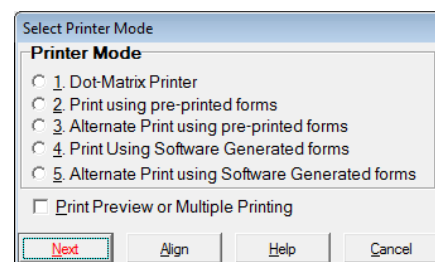 Select Printer Mode
Printer Mode
1. Dot-Matrix Printer
2. Print using pre-printed forms
3. Alternate Print using pre-printed forms
4. Print Using Software Generated forms
5. Alternate Print using Software Generated forms
Print Preview or Multiple Printing
Next Align Help Cancel